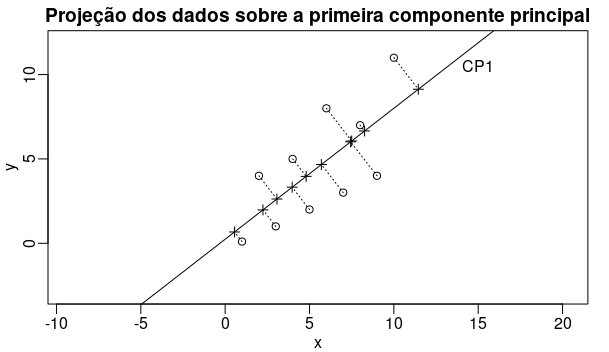 Projeção dos dados sobre a primeira componente principal
CP1
10
5
0
y
-10 -5 0 5 10 15 20
x